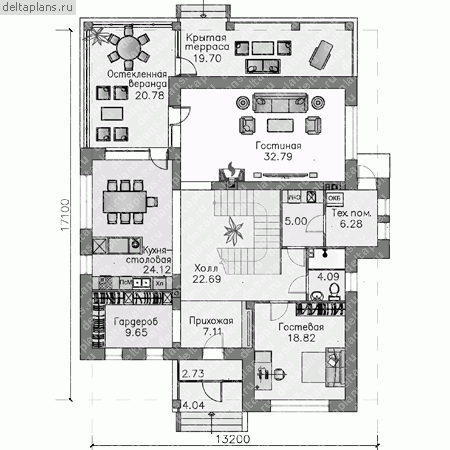 deltaplans.ru
Крытая
терраса
19.70
Остекленная
веранда
20.78
Гостиная
32.79
17100
С+П
5.00
ОКБ
Тех.пом.
6.28
Кухня-
столовая
24.12
Холл
22.69
4.09
ПсМ
Хл
Гардероб
9.65
Прихожая
7.11
Гостевая
18.82
2.73
4.04
13200